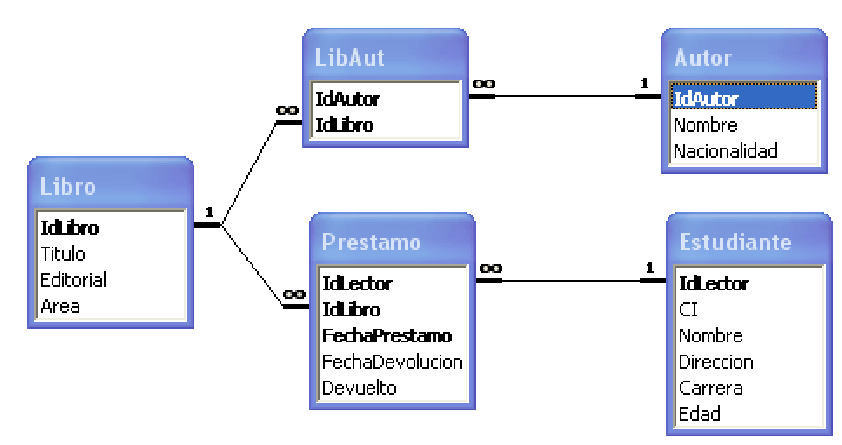 LibAut
IdAutor
IdLibro
∞
∞
1
Autor
IdAutor
Nombre
Nacionalidad
Libro
IdLibro
Titulo
Editorial
Area
1
∞
Prestamo
IdLector
IdLibro
FechaPrestamo
FechaDevolucion
Devuelto
∞
1
Estudiante
IdLector
CI
Nombre
Direccion
Carrera
Edad